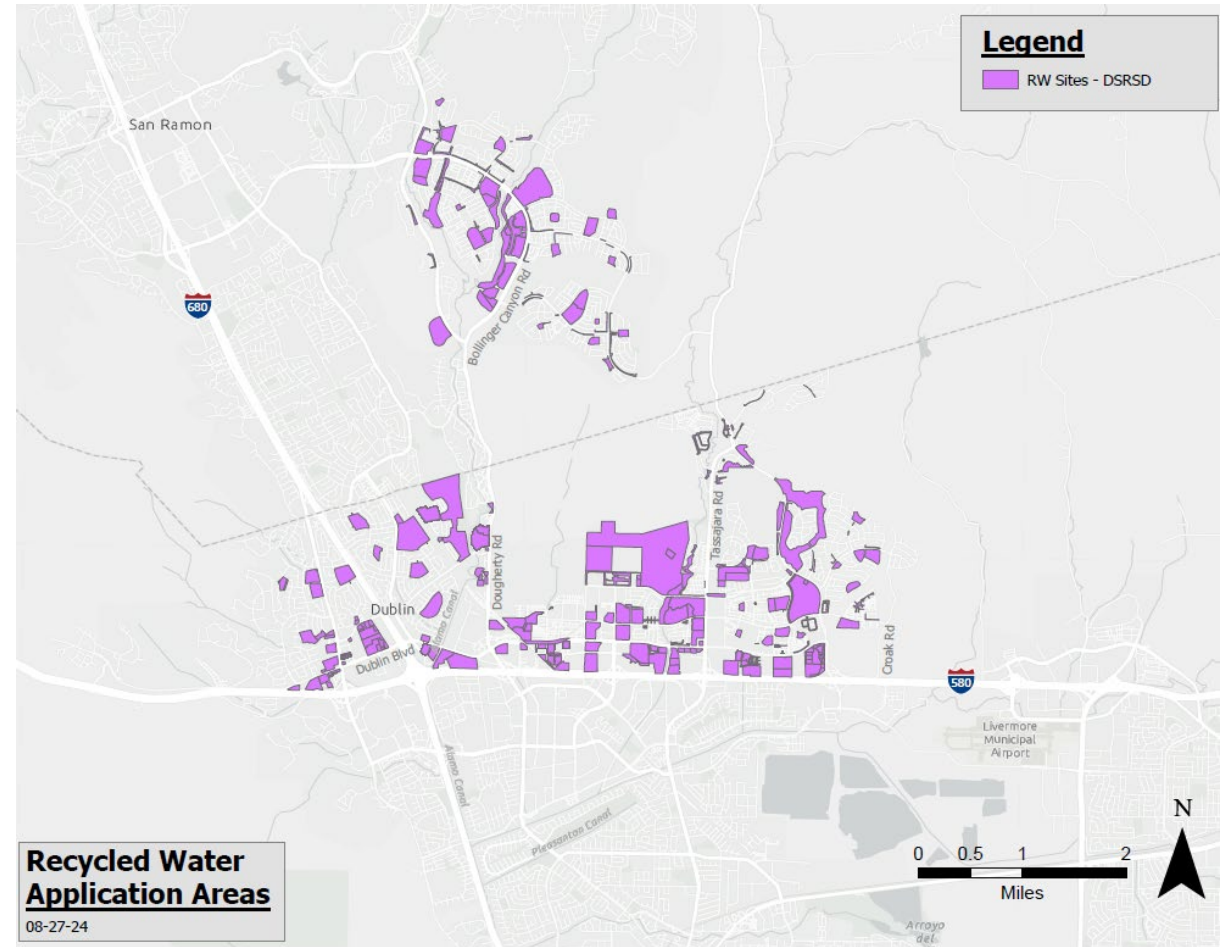 Legend
RW Sites - DSRSD
San Ramon
680
Bollinger Canyon Rd
Tassajara Rd
Dougherty Rd
Dublin
Alamo Canal
Dublin Blvd
Croak Rd
580
Livermore
Municipal
Airport
Alamo Canal
Pleasanton Canal
N
0 0.5 1 2
Miles
Recycled Water
Application Areas
08-27-24
Arroyo
del